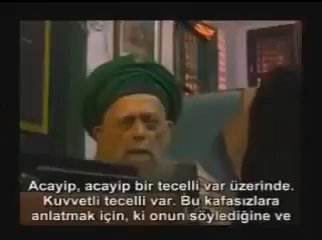 Acayip, acayip bir tecelli var üzerinde.
Kuvvetli tecelli var. Bu kafasızlara
anlatmak için, ki onun söylediğine ve